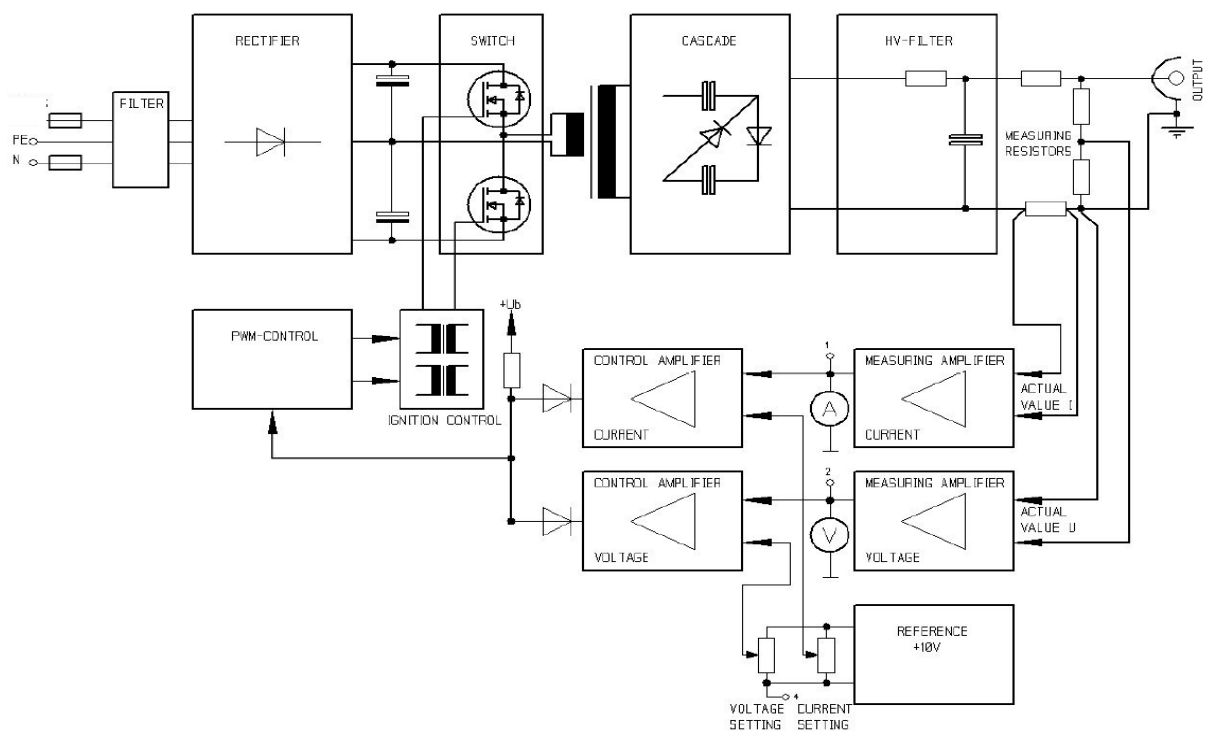 RECTIFIER
SWITCH
CASCADE
HV-FILTER
OUTPUT
FILTER
PE
N
MEASURING
RESISTORS
+Ub
PWM-CONTROL
IGNITION CONTROL
CONTROL AMPLIFIER
CURRENT
1
A
MEASURING AMPLIFIER
CURRENT
ACTUAL
VALUE I
CONTROL AMPLIFIER
VOLTAGE
2
V
MEASURING AMPLIFIER
VOLTAGE
ACTUAL
VALUE U
REFERENCE
+10V
4
VOLTAGE
SETTING
CURRENT
SETTING